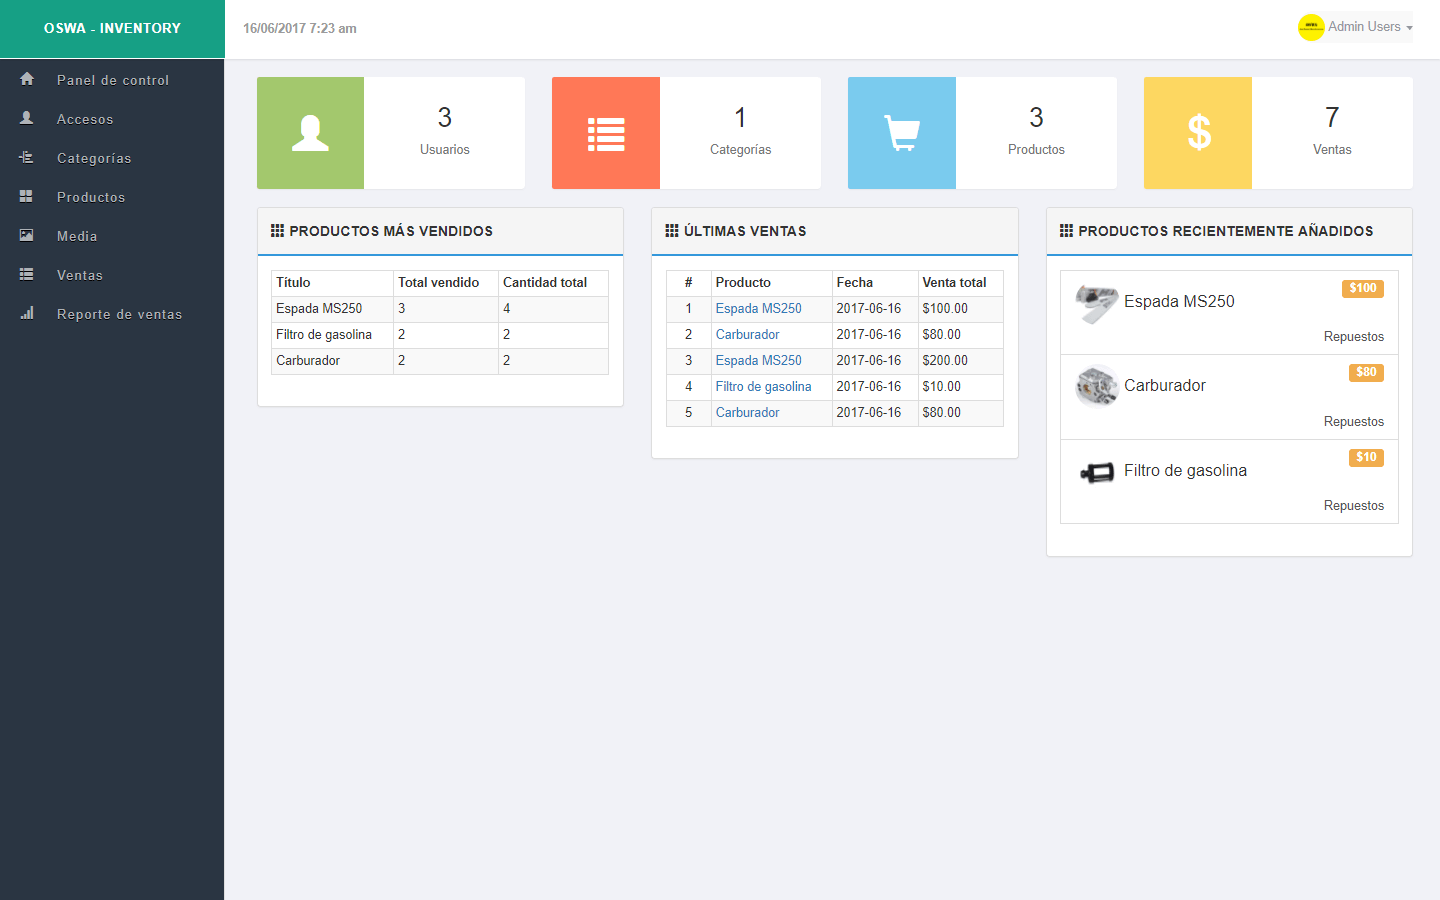 OSWA - INVENTORY
16/06/2017 7:23 am
Admin Users
Panel de control
Accesos
Categorías
Productos
Media
Ventas
Reporte de ventas
3
Usuarios
1
Categorías
3
Productos
$
7
Ventas
PRODUCTOS MÁS VENDIDOS
Título Total vendido Cantidad total
Espada MS250 3 4
Filtro de gasolina 2 2
Carburador 2 2
ÚLTIMAS VENTAS
# Producto Fecha Venta total
1 Espada MS250 2017-06-16 $100.00
2 Carburador 2017-06-16 $80.00
3 Espada MS250 2017-06-16 $200.00
4 Filtro de gasolina 2017-06-16 $10.00
5 Carburador 2017-06-16 $80.00
PRODUCTOS RECIENTEMENTE AÑADIDOS
$100
Espada MS250
Repuestos
$80
Carburador
Repuestos
$10
Filtro de gasolina
Repuestos